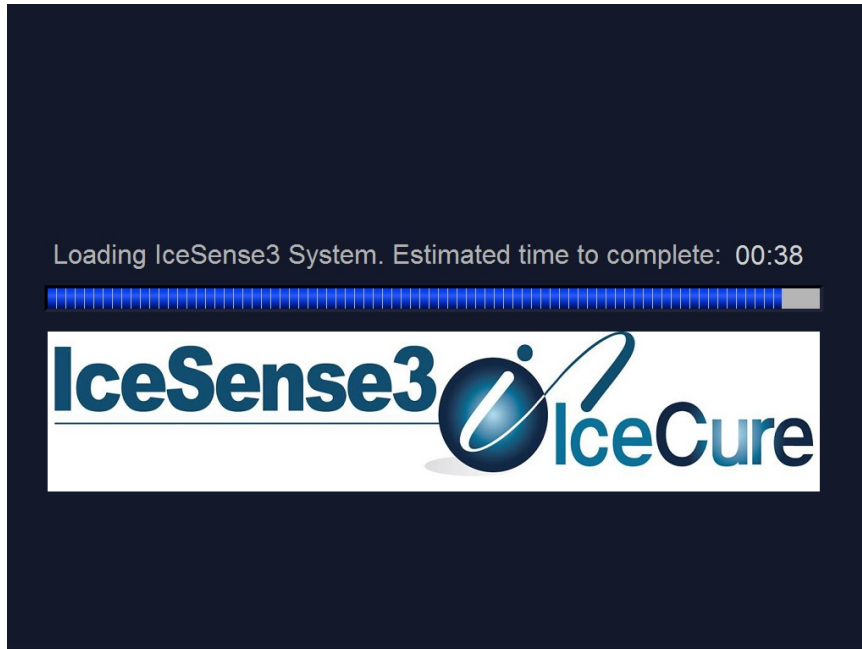 Loading IceSense3 System. Estimated time to complete: 00:38
IceSense3
IceCure